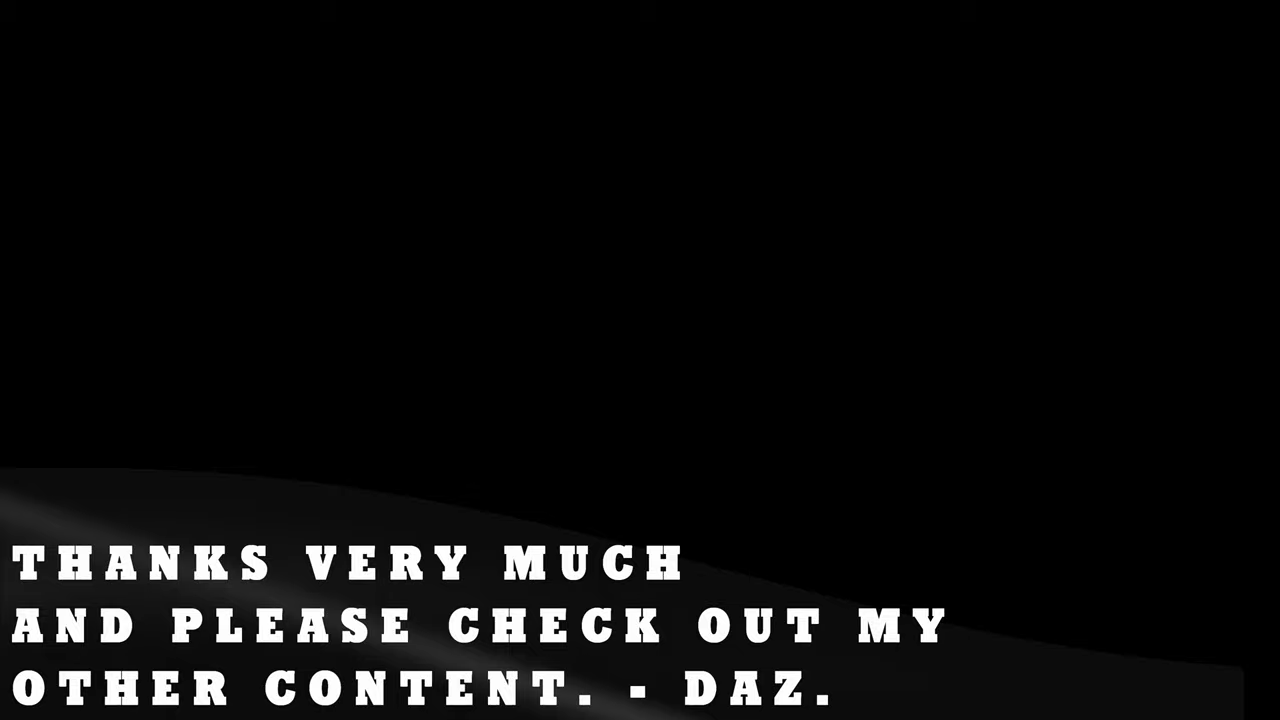 THANKS VERY MUCH
AND PLEASE CHECK OUT MY
OTHER CONTENT. - DAZ.